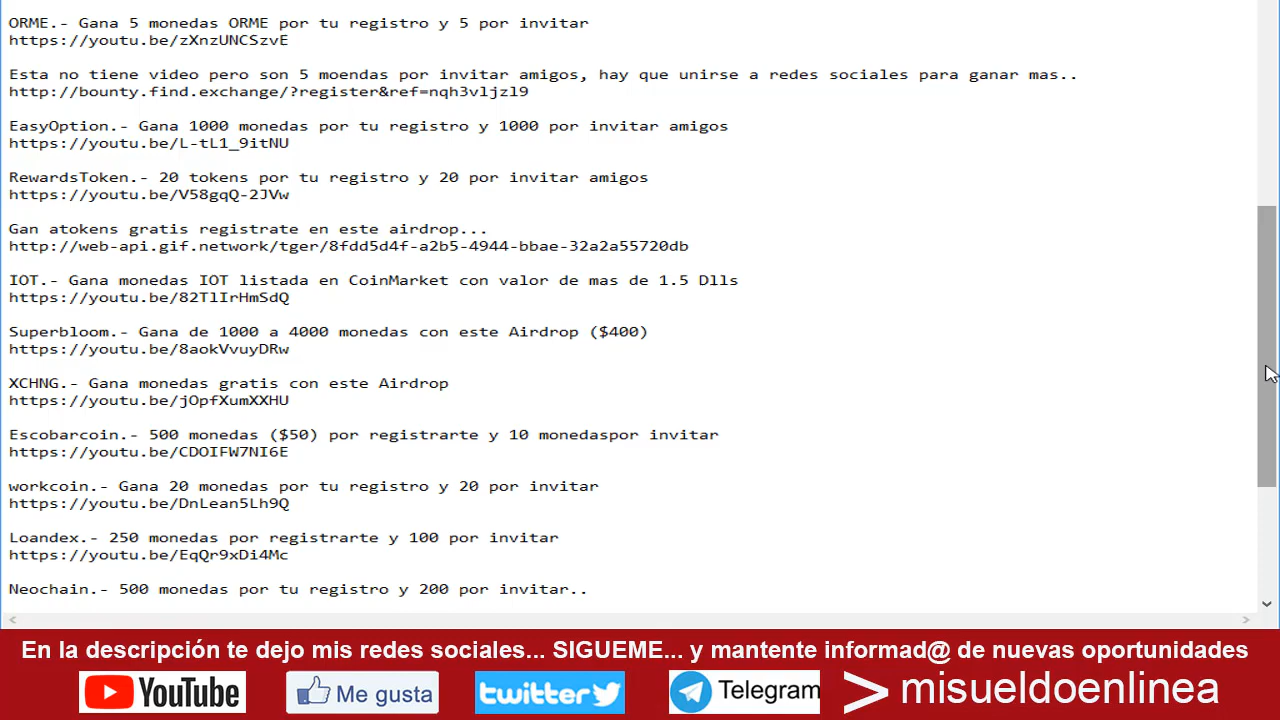 ORME.- Gana 5 monedas ORME por tu registro y 5 por invitar
https://youtu.be/zXnzUNCSzvE
Esta no tiene video pero son 5 moendas por invitar amigos, hay que unirse a redes sociales para ganar mas..
http://bounty.find.exchange/?register&ref=nqh3vljzl9
EasyOption.- Gana 1000 monedas por tu registro y 1000 por invitar amigos
https://youtu.be/L-tL1_9itNU
RewardsToken.- 20 tokens por tu registro y 20 por invitar amigos
https://youtu.be/V58gqQ-2JVw
Gan atokens gratis registrate en este airdrop...
http://web-api.gif.network/tger/8fdd5d4f-a2b5-4944-bbae-32a2a55720db
IOT.- Gana monedas IOT listada en CoinMarket con valor de mas de 1.5 Dlls
https://youtu.be/82TlIrHmSdQ
Superbloom.- Gana de 1000 a 4000 monedas con este Airdrop ($400)
https://youtu.be/8aokVvuyDRw
XCHNG.- Gana monedas gratis con este Airdrop
https://youtu.be/jOpfXumXXHU
Escobarcoin.- 500 monedas ($50) por registrarte y 10 monedaspor invitar
https://youtu.be/CDOIFW7NI6E
workcoin.- Gana 20 monedas por tu registro y 20 por invitar
https://youtu.be/DnLean5Lh9Q
Loandex.- 250 monedas por registrarte y 100 por invitar
https://youtu.be/EqQr9xDi4Mc
Neochain.- 500 monedas por tu registro y 200 por invitar..
En la descripción te dejo mis redes sociales... SIGUEME... y mantente informad@ de nuevas oportunidades
YouTube Me gusta twitter Telegram > misueldoenlinea